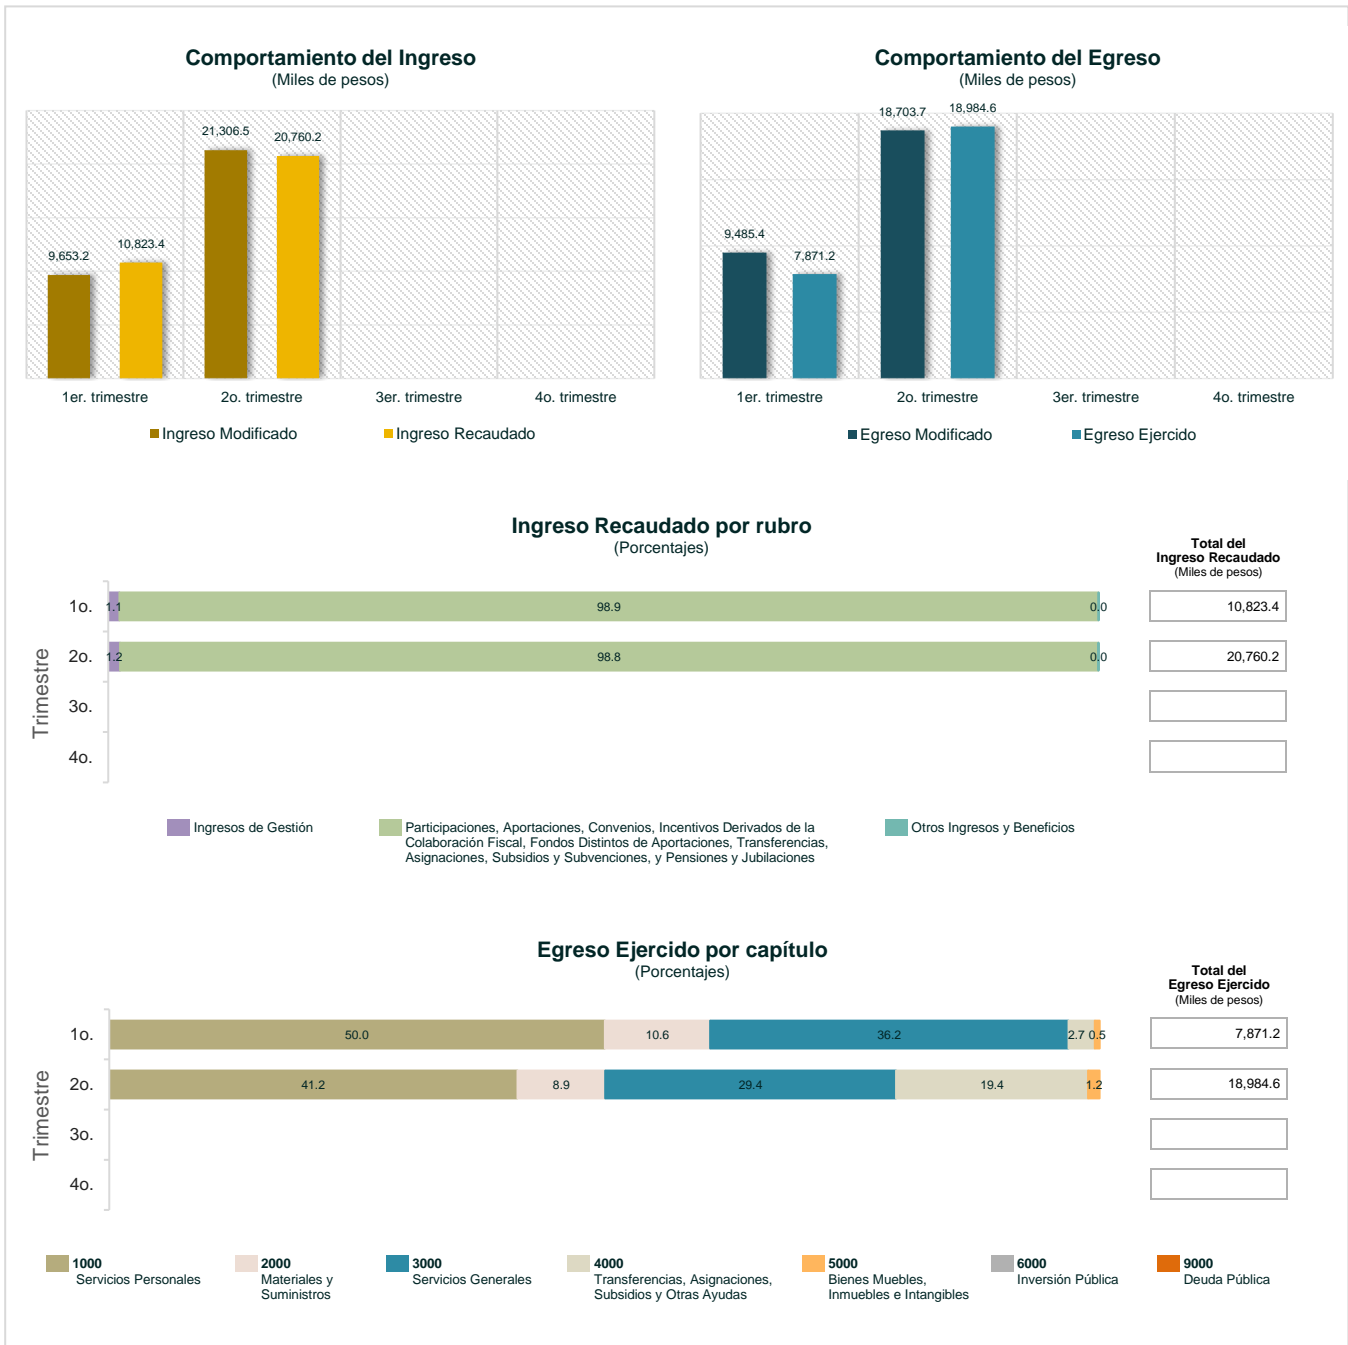 Comportamiento del Ingreso
(Miles de pesos)
21,306.5
20,760.2
10,823.4
9,653.2
1er. trimestre
2o. trimestre
3er. trimestre
4o. trimestre
Ingreso Modificado
Ingreso Recaudado
Comportamiento del Egreso
(Miles de pesos)
18,703.7
18,984.6
9,485.4
7,871.2
1er. trimestre
2o. trimestre
3er. trimestre
4o. trimestre
Egreso Modificado
Egreso Ejercido
Ingreso Recaudado por rubro
(Porcentajes)
Total del
Ingreso Recaudado
(Miles de pesos)
Trimestre
1o.
1.1
98.9
0.0
10,823.4
2o.
1.2
98.8
0.0
20,760.2
3o.
4o.
Ingresos de Gestión
Participaciones, Aportaciones, Convenios, Incentivos Derivados de la
Colaboración Fiscal, Fondos Distintos de Aportaciones, Transferencias,
Asignaciones, Subsidios y Subvenciones, y Pensiones y Jubilaciones
Otros Ingresos y Beneficios
Egreso Ejercido por capítulo
(Porcentajes)
Total del
Egreso Ejercido
(Miles de pesos)
Trimestre
1o.
50.0
10.6
36.2
2.7
0.5
7,871.2
2o.
41.2
8.9
29.4
19.4
1.2
18,984.6
3o.
4o.
1000
Servicios Personales
2000
Materiales y
Suministros
3000
Servicios Generales
4000
Transferencias, Asignaciones,
Subsidios y Otras Ayudas
5000
Bienes Muebles,
Inmuebles e Intangibles
6000
Inversión Pública
9000
Deuda Pública